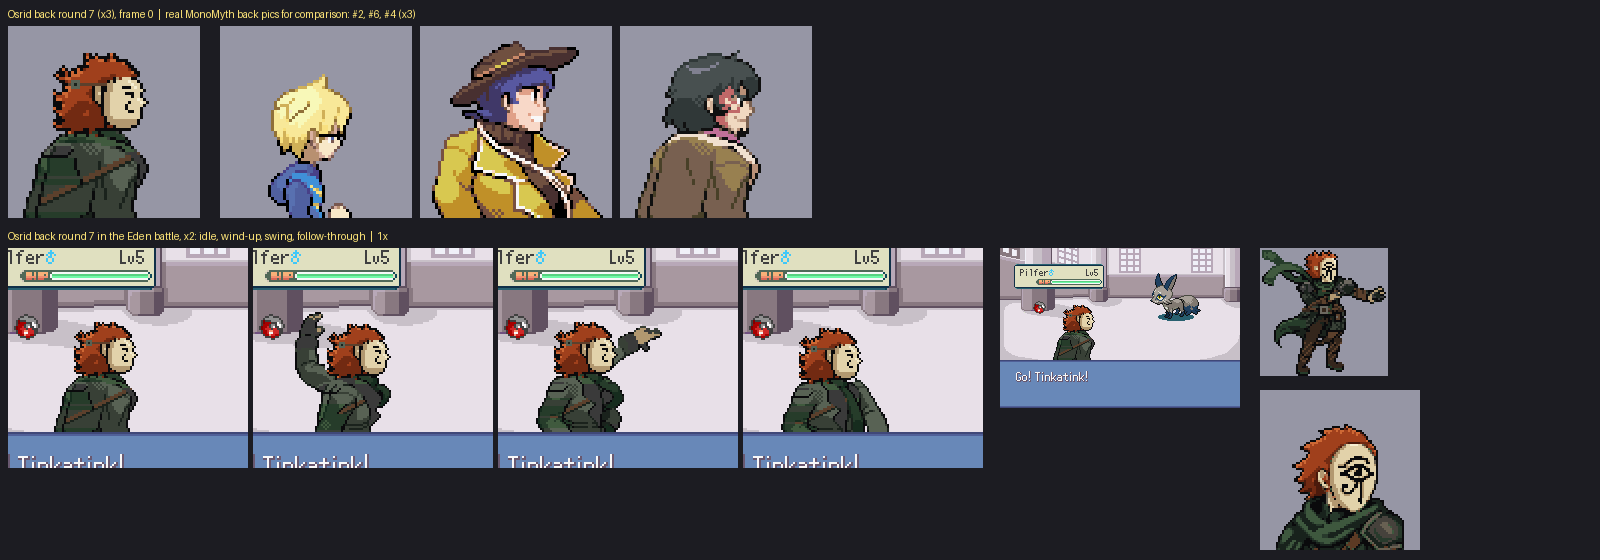 Osrid back round 7 (x3), frame 0 | real MonoMyth back pics for comparison: #2, #6, #4 (x3)
Osrid back round 7 in the Eden battle, x2: idle, wind-up, swing, follow-through | 1x
lfer♂ Lv5
lfer♂ Lv5
lfer♂ Lv5
lfer♂ Lv5
Pilfer♂ Lv5
Tinkatink!
Tinkatink!
Tinkatink!
Tinkatink!
Go! Tinkatink!